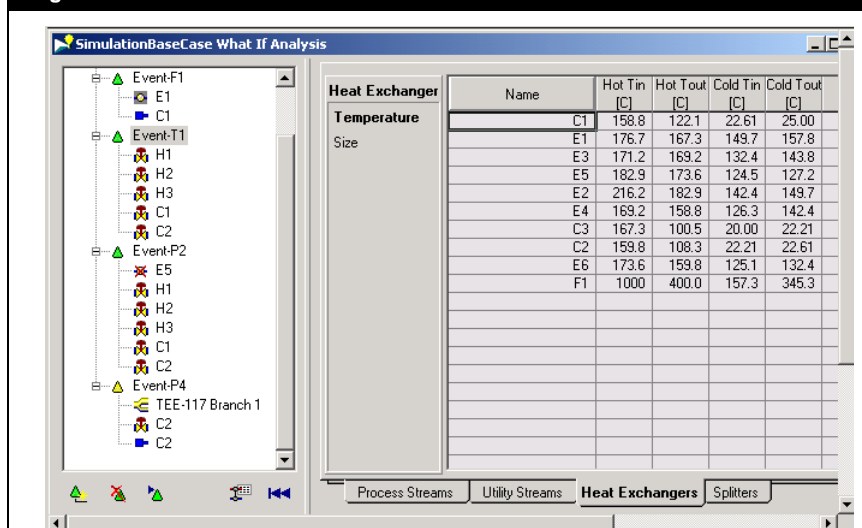 SimulationBaseCase What If Analysis
Event-F1
E1
C1
Event-T1
H1
H2
H3
C1
C2
Event-P2
E5
H1
H2
H3
C1
C2
Event-P4
TEE-117 Branch 1
C2
C2
Heat Exchanger
Temperature
Size
Name Hot Tin [C] Hot Tout [C] Cold Tin [C] Cold Tout [C]
C1 158.8 122.1 22.61 25.00
E1 176.7 167.3 149.7 157.8
E3 171.2 169.2 132.4 143.8
E5 182.9 173.6 124.5 127.2
E2 216.2 182.9 142.4 149.7
E4 169.2 158.8 126.3 142.4
C3 167.3 100.5 20.00 22.21
C2 159.8 108.3 22.21 22.61
E6 173.6 159.8 125.1 132.4
F1 1000 400.0 157.3 345.3
Process Streams Utility Streams Heat Exchangers Splitters